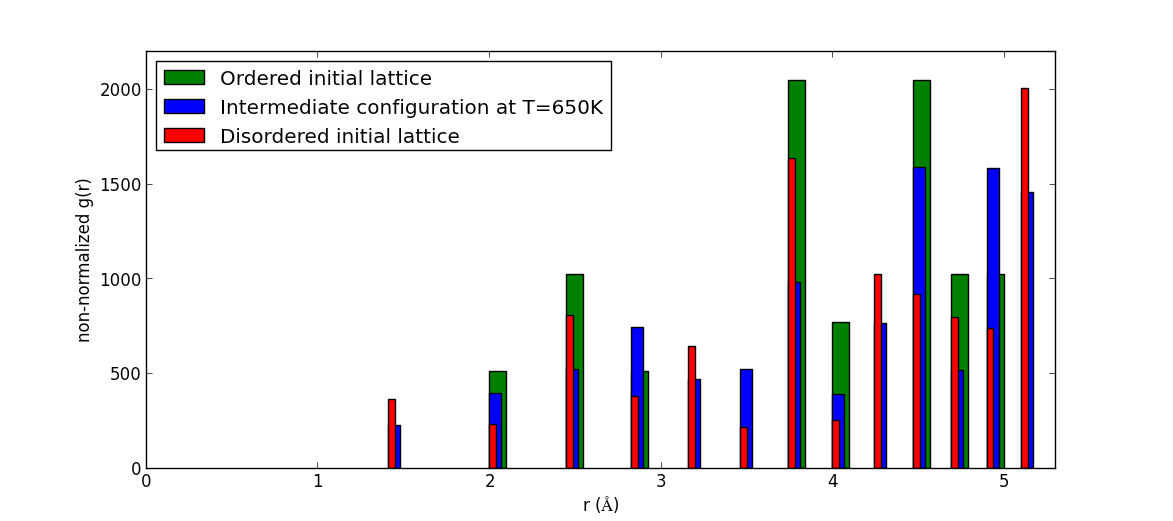 Ordered initial lattice
Intermediate configuration at T=650K
Disordered initial lattice
non-normalized g(r)
2000
1500
1000
500
0
0 1 2 3 4 5
r (Å)